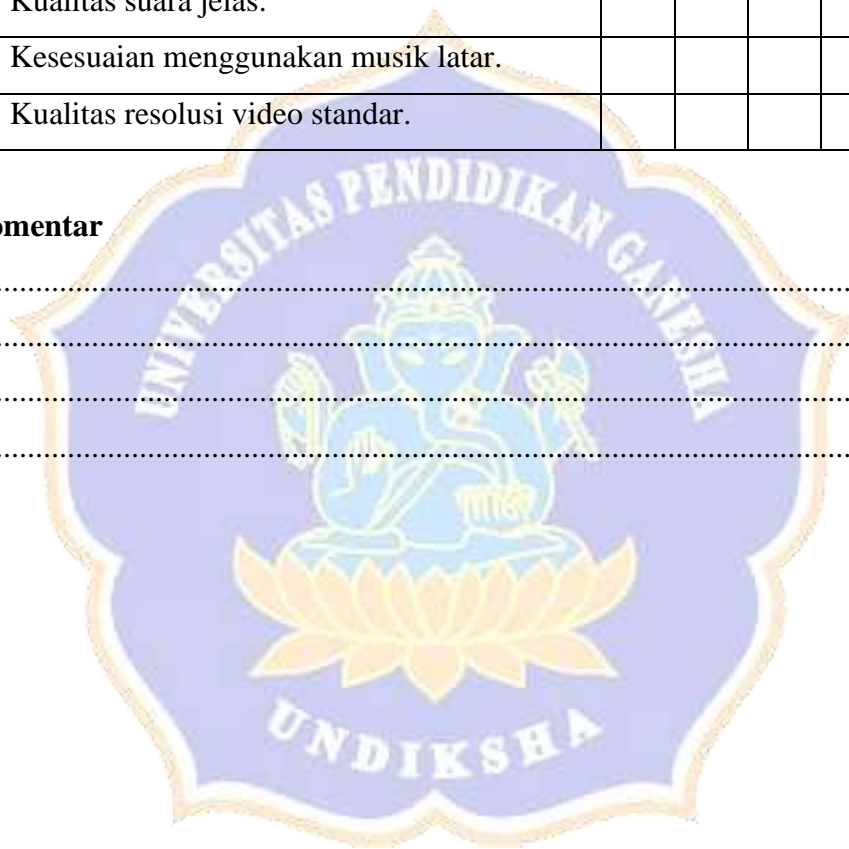 Kualitas suara jelas.
Kesesuaian menggunakan musik latar.
Kualitas resolusi video standar.
omentar
................................................................................................
................................................................................................
................................................................................................
................................................................................................
UNIVERSITAS PENDIDIKAN GANESHA
UNDIKSHA